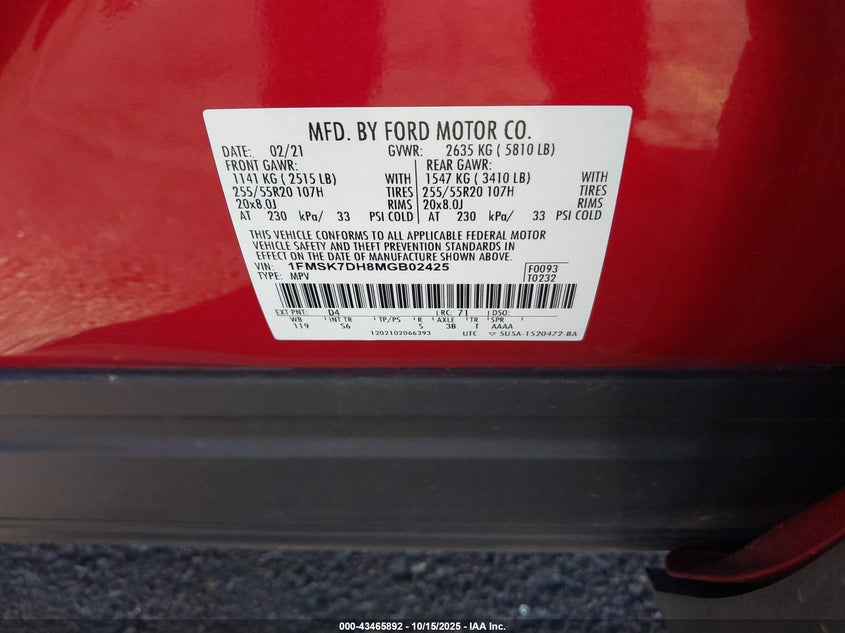 MFD. BY FORD MOTOR CO.
DATE: 02/21 GVWR: 2635 KG ( 5810 LB)
FRONT GAWR: REAR GAWR:
1141 KG ( 2515 LB) WITH 1547 KG ( 3410 LB) WITH
255/55R20 107H TIRES 255/55R20 107H TIRES
20x8.0J RIMS 20x8.0J RIMS
AT 230 kPa/ 33 PSI COLD AT 230 kPa/ 33 PSI COLD
THIS VEHICLE CONFORMS TO ALL APPLICABLE FEDERAL MOTOR
VEHICLE SAFETY AND THEFT PREVENTION STANDARDS IN
EFFECT ON THE DATE OF MANUFACTURE SHOWN ABOVE.
VIN: 1FMSK7DH8MGB02425 F0093
TYPE: MPV T0232
EXT PNT: D4 RC: 71 DSO:
WB INT TR TP/PS R AXLE TR SPR
119 S6 5 3B T AAAA
1202102066393 UTC ▽ 5U5A-1520472-BA
000-43465892 | 10/15/2025 - IAA Inc.